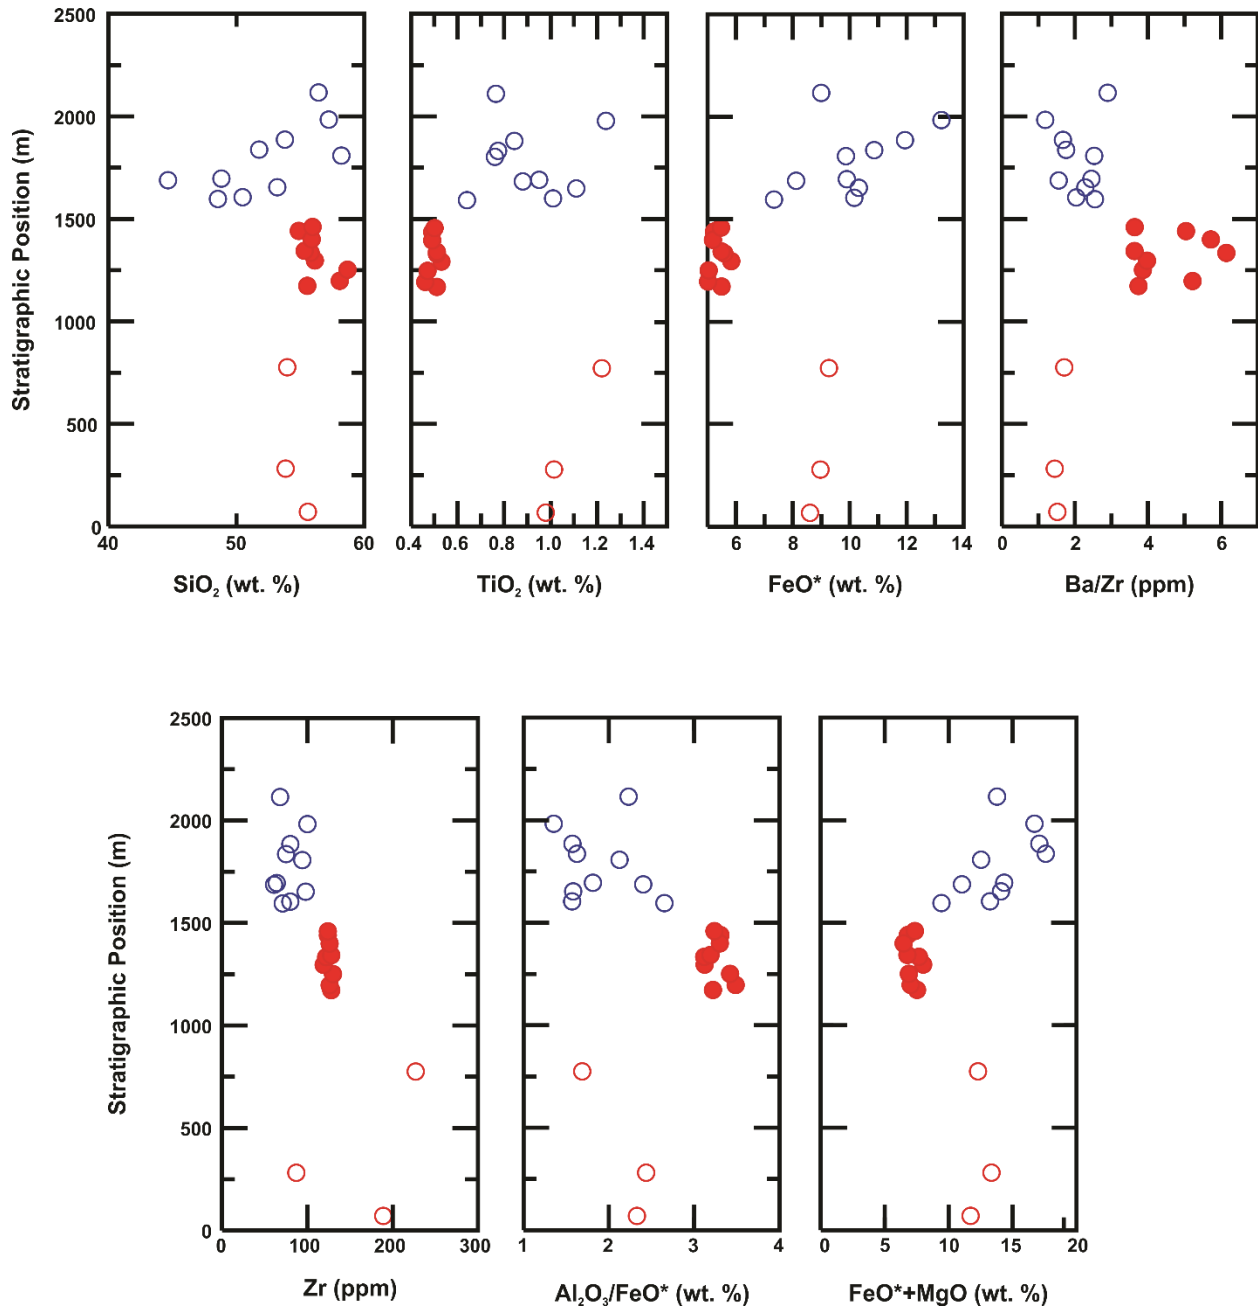 2500
2000
1500
1000
500
0
Stratigraphic Position (m)
40 50 60
SiO₂ (wt. %)
0.4 0.6 0.8 1.0 1.2 1.4
TiO₂ (wt. %)
6 8 10 12 14
FeO* (wt. %)
0 2 4 6
Ba/Zr (ppm)
2500
2000
1500
1000
500
0
Stratigraphic Position (m)
0 100 200 300
Zr (ppm)
1 2 3 4
Al₂O₃/FeO* (wt. %)
0 5 10 15 20
FeO*+MgO (wt. %)